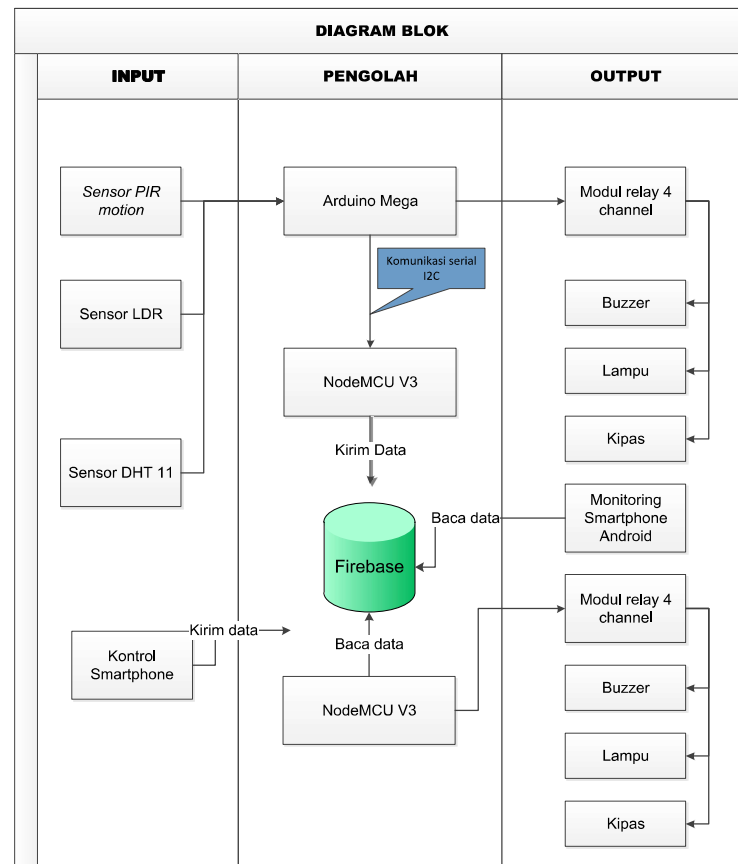 DIAGRAM BLOK
INPUT
PENGOLAH
OUTPUT
Sensor PIR
motion
Arduino Mega
Modul relay 4
channel
Komunikasi serial
I2C
Sensor LDR
Buzzer
NodeMCU V3
Lampu
Kipas
Kirim Data
Sensor DHT 11
Monitoring
Smartphone
Android
Baca data
Firebase
Modul relay 4
channel
Kirim data
Baca data
Kontrol
Smartphone
Buzzer
NodeMCU V3
Lampu
Kipas